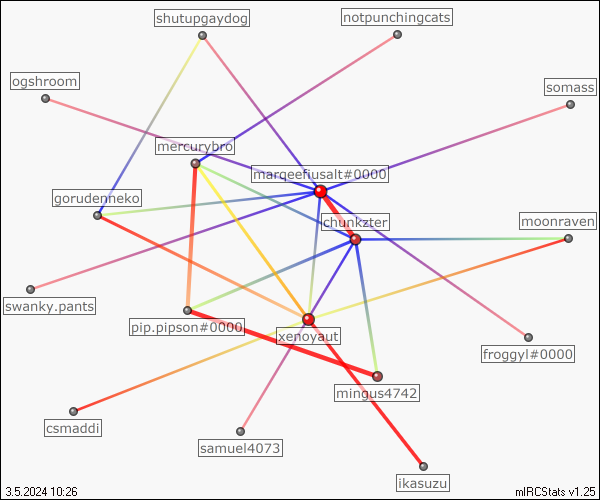 shutupgaydog
notpunchingcats
ogshroom
somass
mercurybro
marqeefiusalt#0000
gorudenneko
chunkzter
moonraven
swanky.pants
pip.pipson#0000
xenoyaut
froggyl#0000
mingus4742
csmaddi
samuel4073
ikasuzu
3.5.2024 10:26
mIRCStats v1.25